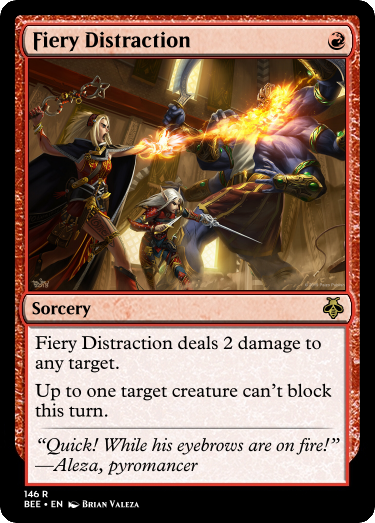 Fiery Distraction
Sorcery
Fiery Distraction deals 2 damage to
any target.
Up to one target creature can't block
this turn.
“Quick! While his eyebrows are on fire!”
—Aleza, pyromancer
146 R
BEE • EN Brian Valeza